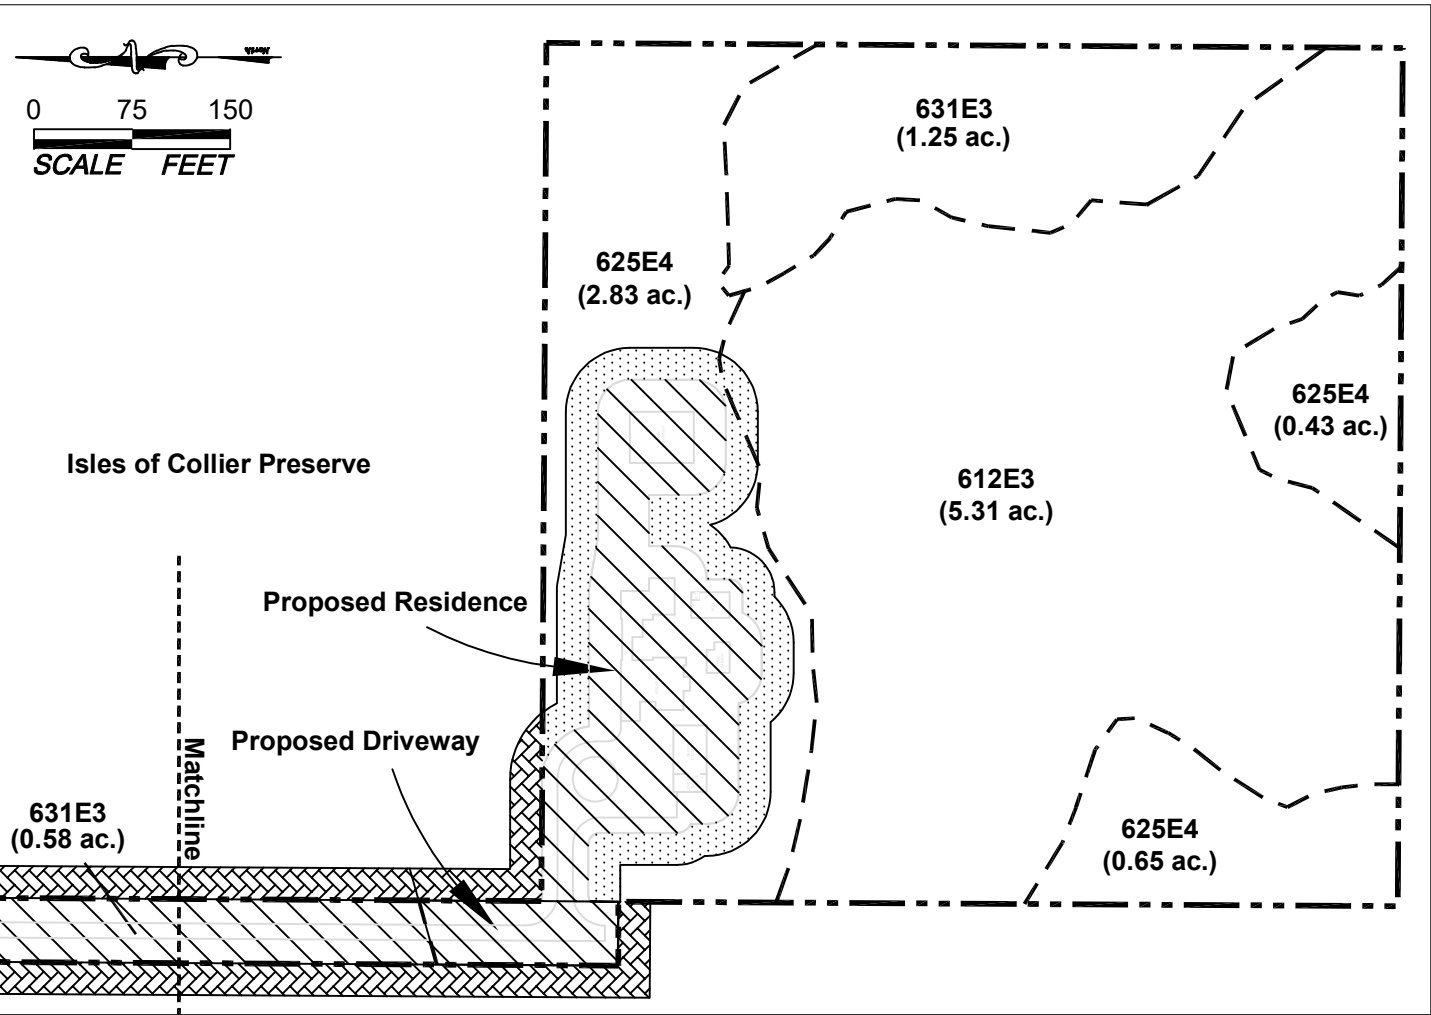 North
0 75 150
SCALE FEET
631E3
(1.25 ac.)
625E4
(2.83 ac.)
625E4
(0.43 ac.)
Isles of Collier Preserve
612E3
(5.31 ac.)
Proposed Residence
Proposed Driveway
Matchline
631E3
(0.58 ac.)
625E4
(0.65 ac.)